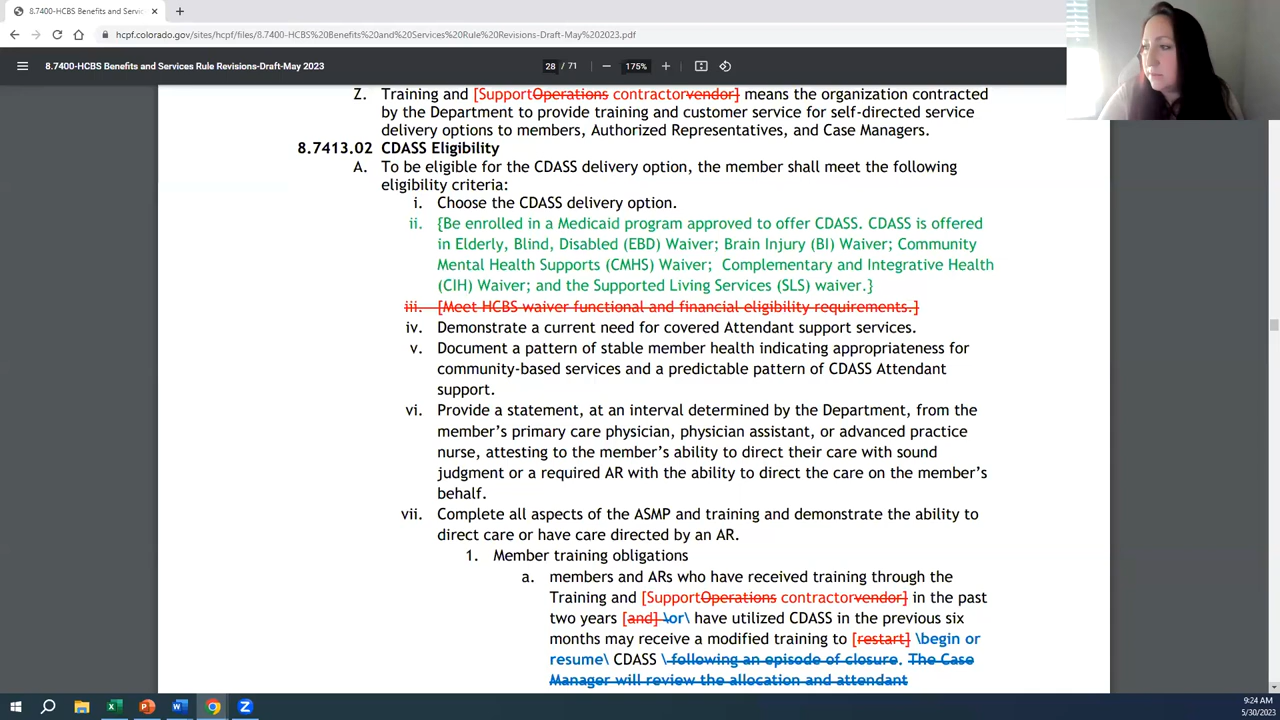 8.7400-HCBS Benefits and Servic
hcpf.colorado.gov/sites/hcpf/files/8.7400-HCBS%20Benefits%20and%20Services%20Rule%20Revisions-Draft-May%202023.pdf
8.7400-HCBS Benefits and Services Rule Revisions-Draft-May 2023
28 / 71
175%
Z. Training and [SupportOperations contractorvendor] means the organization contracted
by the Department to provide training and customer service for self-directed service
delivery options to members, Authorized Representatives, and Case Managers.
8.7413.02 CDASS Eligibility
A. To be eligible for the CDASS delivery option, the member shall meet the following
eligibility criteria:
i. Choose the CDASS delivery option.
ii. {Be enrolled in a Medicaid program approved to offer CDASS. CDASS is offered
in Elderly, Blind, Disabled (EBD) Waiver; Brain Injury (BI) Waiver; Community
Mental Health Supports (CMHS) Waiver; Complementary and Integrative Health
(CIH) Waiver; and the Supported Living Services (SLS) waiver.}
iii. [Meet HCBS waiver functional and financial eligibility requirements.]
iv. Demonstrate a current need for covered Attendant support services.
v. Document a pattern of stable member health indicating appropriateness for
community-based services and a predictable pattern of CDASS Attendant
support.
vi. Provide a statement, at an interval determined by the Department, from the
member's primary care physician, physician assistant, or advanced practice
nurse, attesting to the member's ability to direct their care with sound
judgment or a required AR with the ability to direct the care on the member's
behalf.
vii. Complete all aspects of the ASMP and training and demonstrate the ability to
direct care or have care directed by an AR.
1. Member training obligations
a. members and ARs who have received training through the
Training and [SupportOperations contractorvendor] in the past
two years [and] \or\ have utilized CDASS in the previous six
months may receive a modified training to [restart] \begin or
resume\ CDASS \ following an episode of closure. The Case
Manager will review the allocation and attendant
9:24 AM
5/30/2023